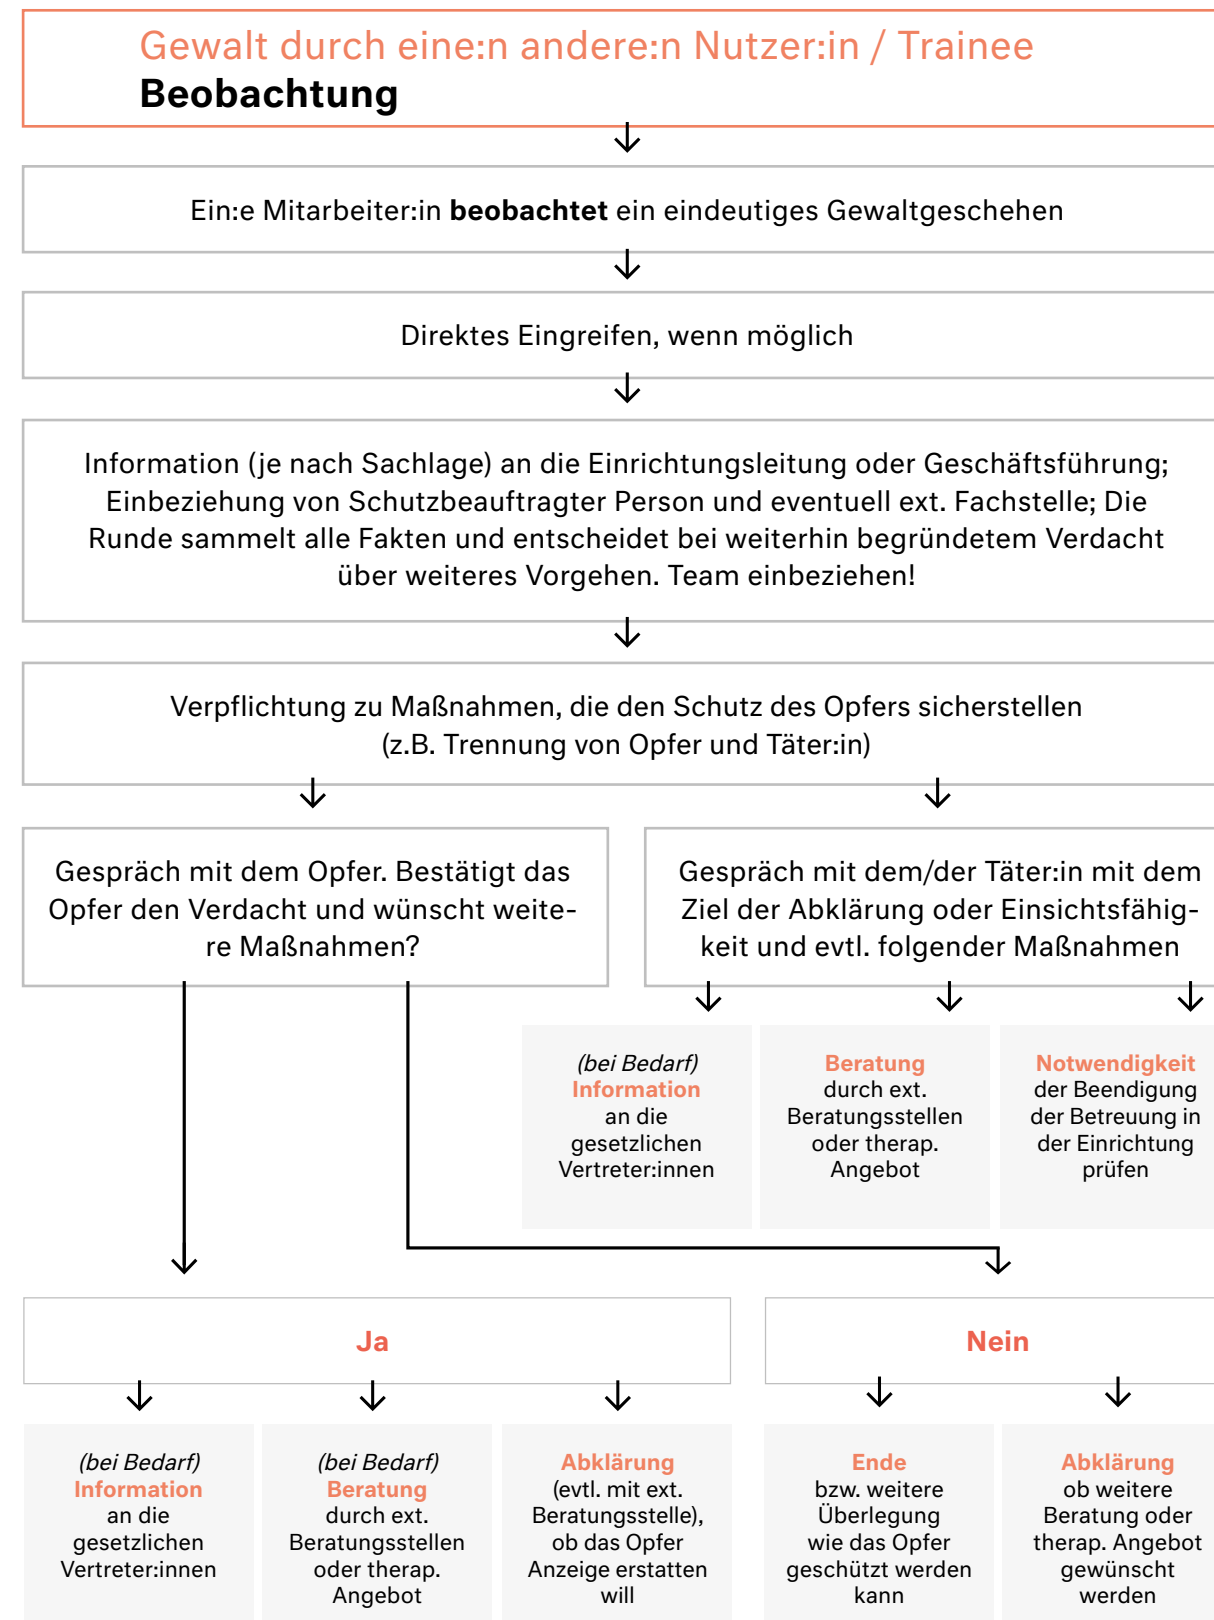 Gewalt durch eine:n andere:n Nutzer:in / Trainee
Beobachtung
Ein:e Mitarbeiter:in beobachtet ein eindeutiges Gewaltgeschehen
Direktes Eingreifen, wenn möglich
Information (je nach Sachlage) an die Einrichtungsleitung oder Geschäftsführung;
Einbeziehung von Schutzbeauftragter Person und eventuell ext. Fachstelle; Die
Runde sammelt alle Fakten und entscheidet bei weiterhin begründetem Verdacht
über weiteres Vorgehen. Team einbeziehen!
Verpflichtung zu Maßnahmen, die den Schutz des Opfers sicherstellen
(z.B. Trennung von Opfer und Täter:in)
Gespräch mit dem Opfer. Bestätigt das
Opfer den Verdacht und wünscht weite-
re Maßnahmen?
Gespräch mit dem/der Täter:in mit dem
Ziel der Abklärung oder Einsichtsfähig-
keit und evtl. folgender Maßnahmen
(bei Bedarf)
Information
an die
gesetzlichen
Vertreter:innen
Beratung
durch ext.
Beratungsstellen
oder therap.
Angebot
Notwendigkeit
der Beendigung
der Betreuung in
der Einrichtung
prüfen
Ja
Nein
(bei Bedarf)
Information
an die
gesetzlichen
Vertreter:innen
(bei Bedarf)
Beratung
durch ext.
Beratungsstellen
oder therap.
Angebot
Abklärung
(evtl. mit ext.
Beratungsstelle),
ob das Opfer
Anzeige erstatten
will
Ende
bzw. weitere
Überlegung
wie das Opfer
geschützt werden
kann
Abklärung
ob weitere
Beratung oder
therap. Angebot
gewünscht
werden